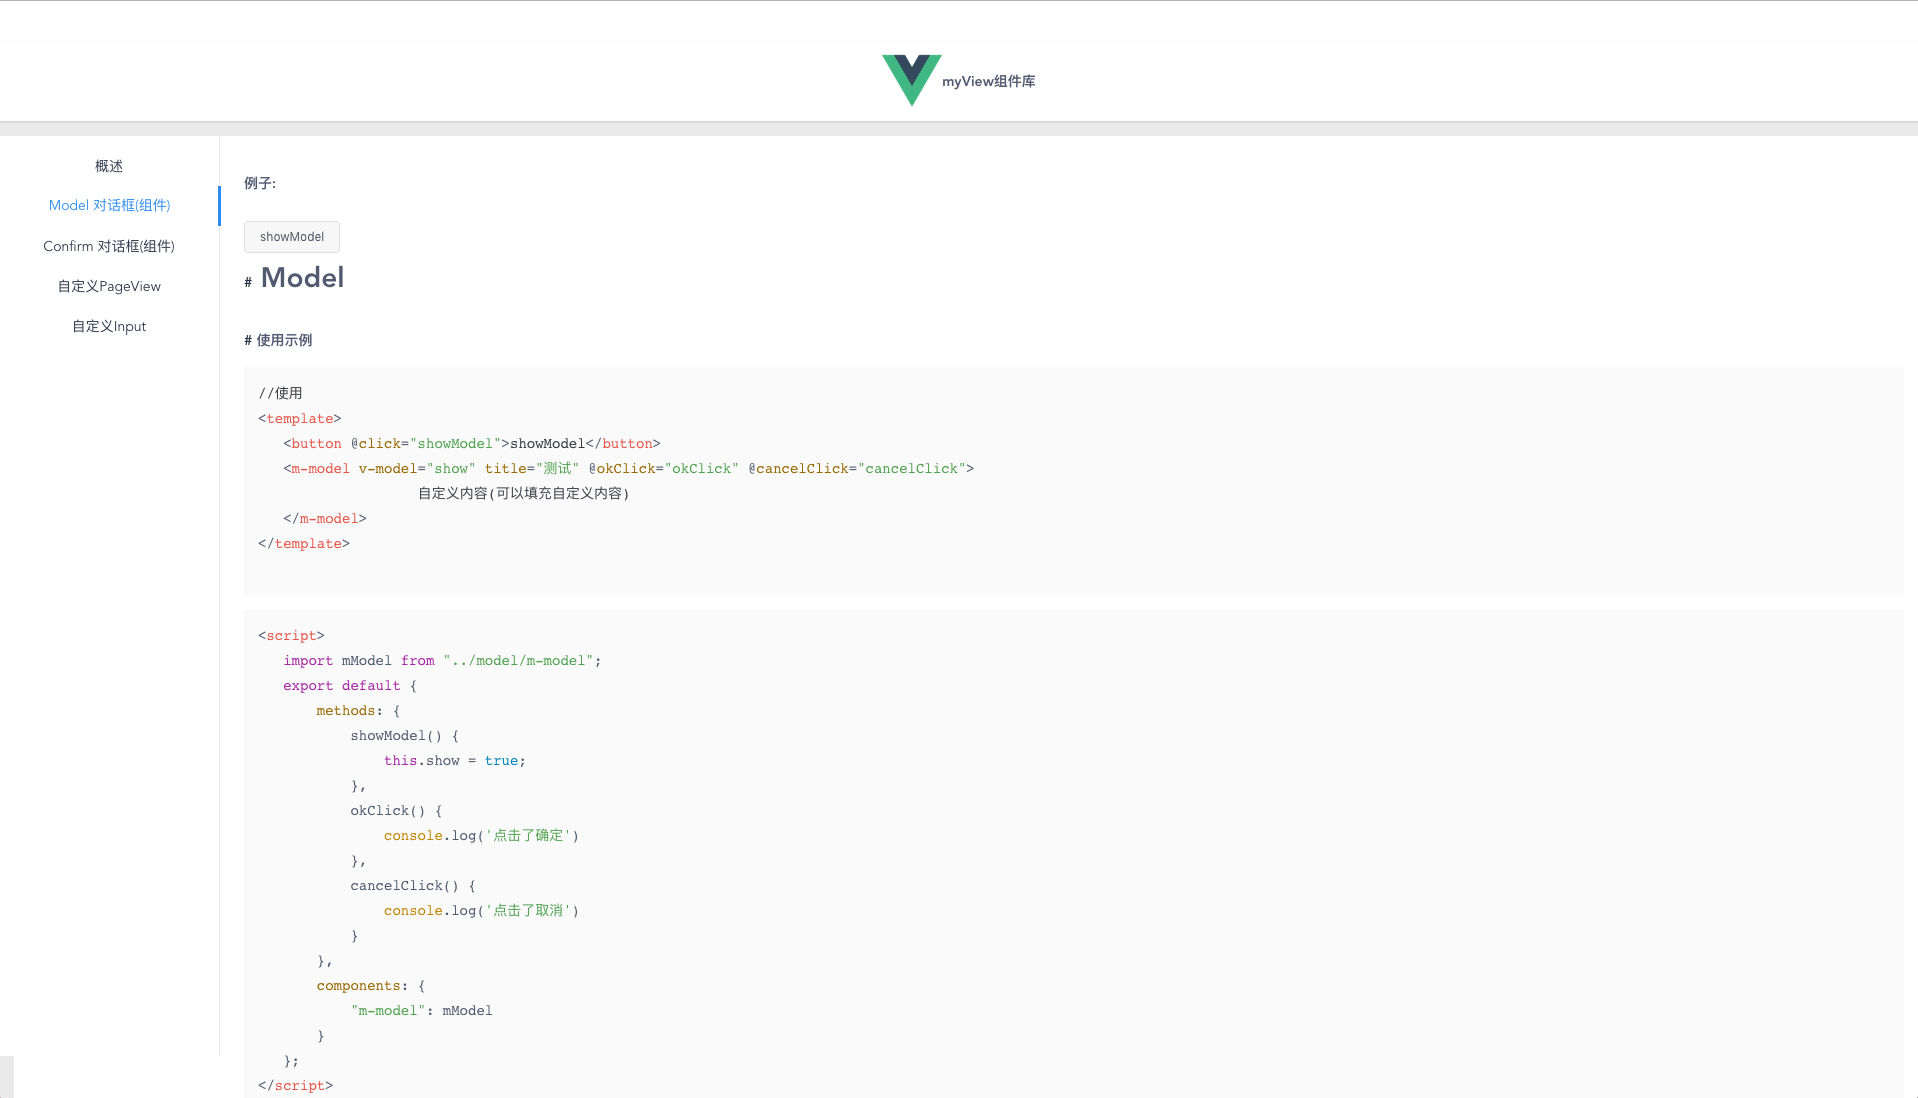 myView组件库
概述
Model 对话框(组件)
Confirm 对话框(组件)
自定义PageView
自定义Input
例子:
showModel
# Model
# 使用示例
//使用
<template>
   <button @click="showModel">showModel</button>
   <m-model v-model="show" title="测试" @okClick="okClick" @cancelClick="cancelClick">
                   自定义内容(可以填充自定义内容)
   </m-model>
</template>
<script>
   import mModel from "../model/m-model";
   export default {
       methods: {
           showModel() {
               this.show = true;
           },
           okClick() {
               console.log('点击了确定')
           },
           cancelClick() {
               console.log('点击了取消')
           }
       },
       components: {
           "m-model": mModel
       }
   };
</script>